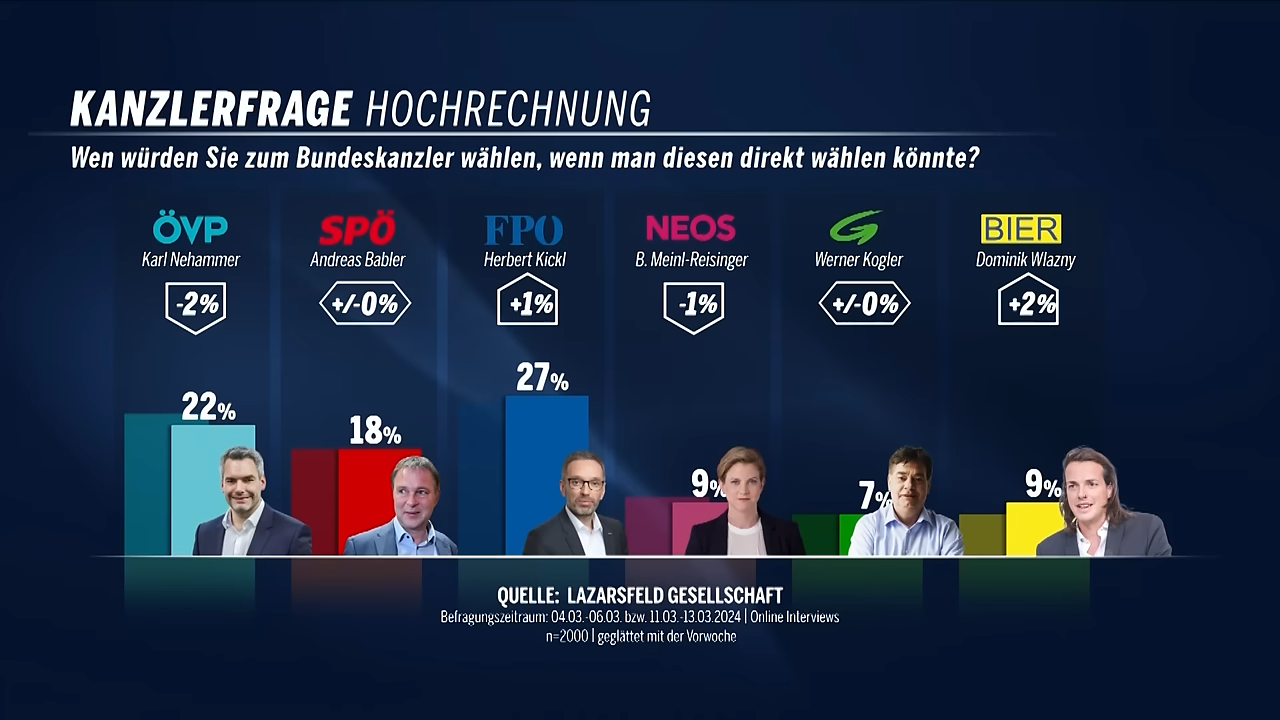 KANZLERFRAGE HOCHRECHNUNG
Wen würden Sie zum Bundeskanzler wählen, wenn man diesen direkt wählen könnte?
ÖVP SPÖ FPÖ NEOS G BIER
Karl Nehammer Andreas Babler Herbert Kickl B. Meinl-Reisinger Werner Kogler Dominik Wlazny
-2% +/-0% +1% -1% +/-0% +2%
22% 18% 27% 9% 7% 9%
QUELLE: LAZARSFELD GESELLSCHAFT
Befragungszeitraum: 04.03.-06.03. bzw. 11.03.-13.03.2024 | Online Interviews
n=2000 | geglättet mit der Vorwoche